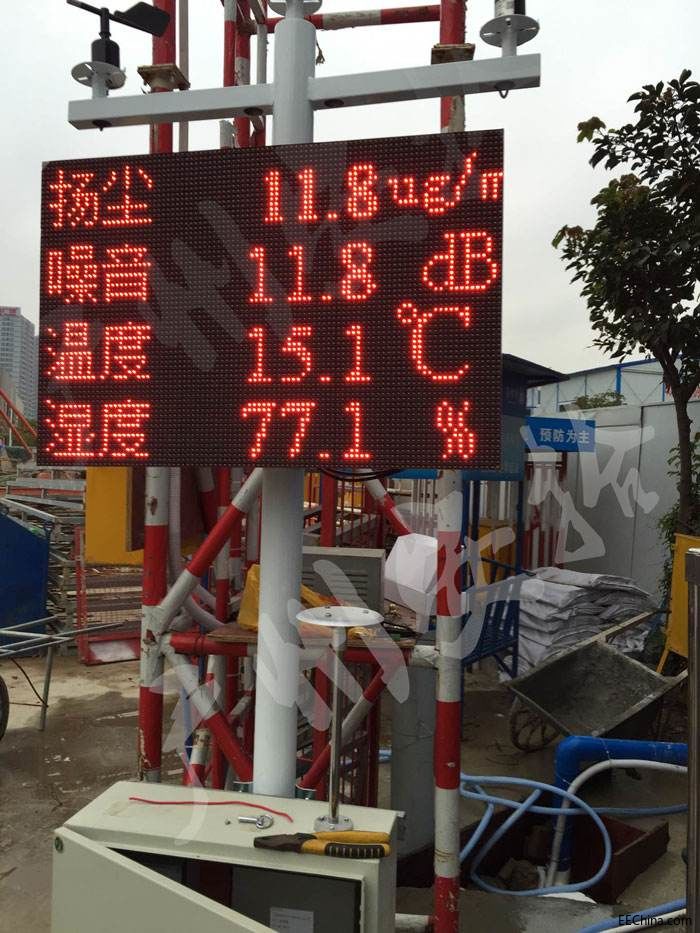 扬尘 11.8ug/m
噪音 11.8 dB
温度 15.1℃
湿度 77.1 %
预防为主
EEChina.com